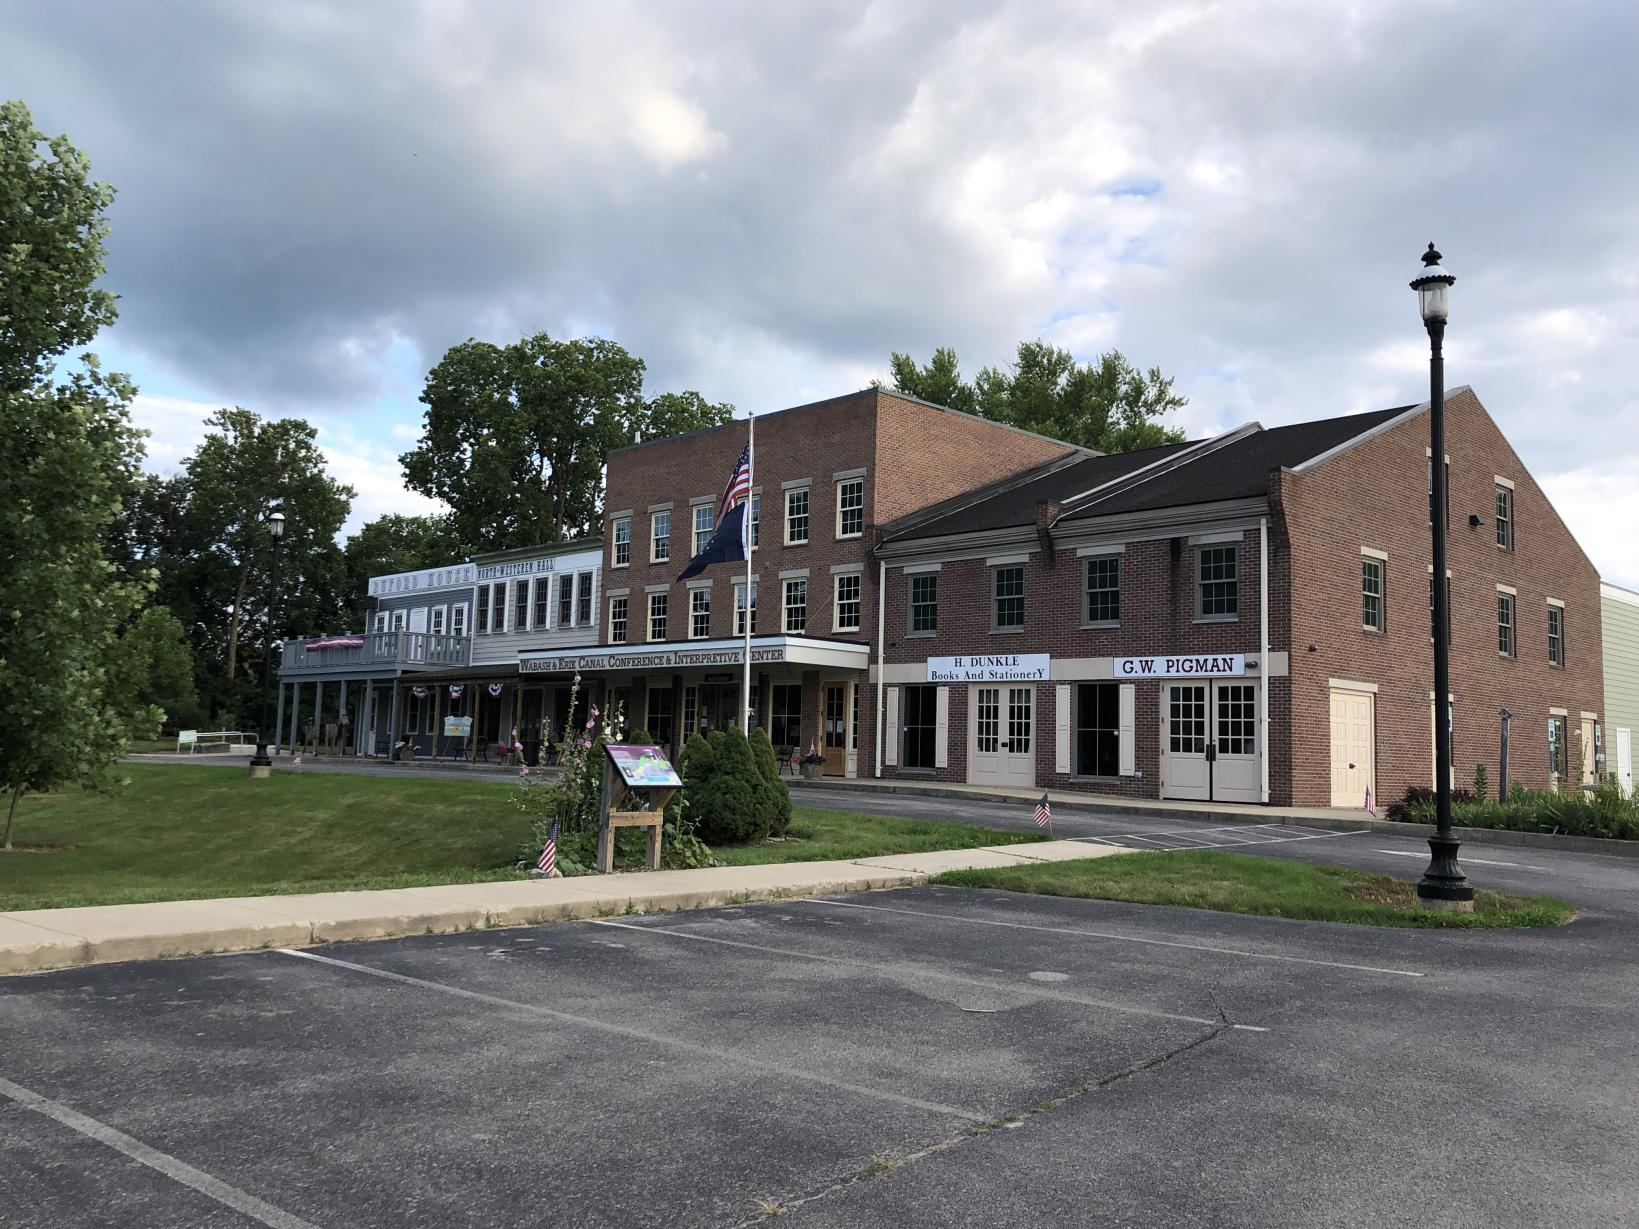 BUFORD HOUSE
NORTH-WESTERN HALL
WABASH & ERIE CANAL CONFERENCE & INTERPRETIVE CENTER
H. DUNKLE
Books And StationerY
G.W. PIGMAN